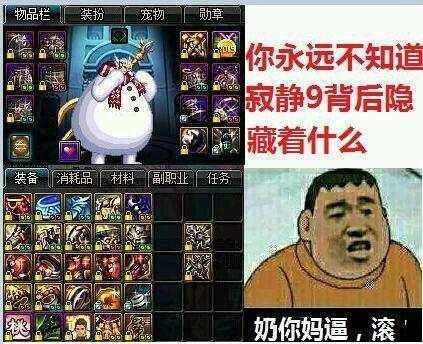 物品栏 装扮 宠物 勋章
你永远不知道
寂静9背后隐
藏着什么
装备 消耗品 材料 副职业 任务
桃
奶你妈逼，滚